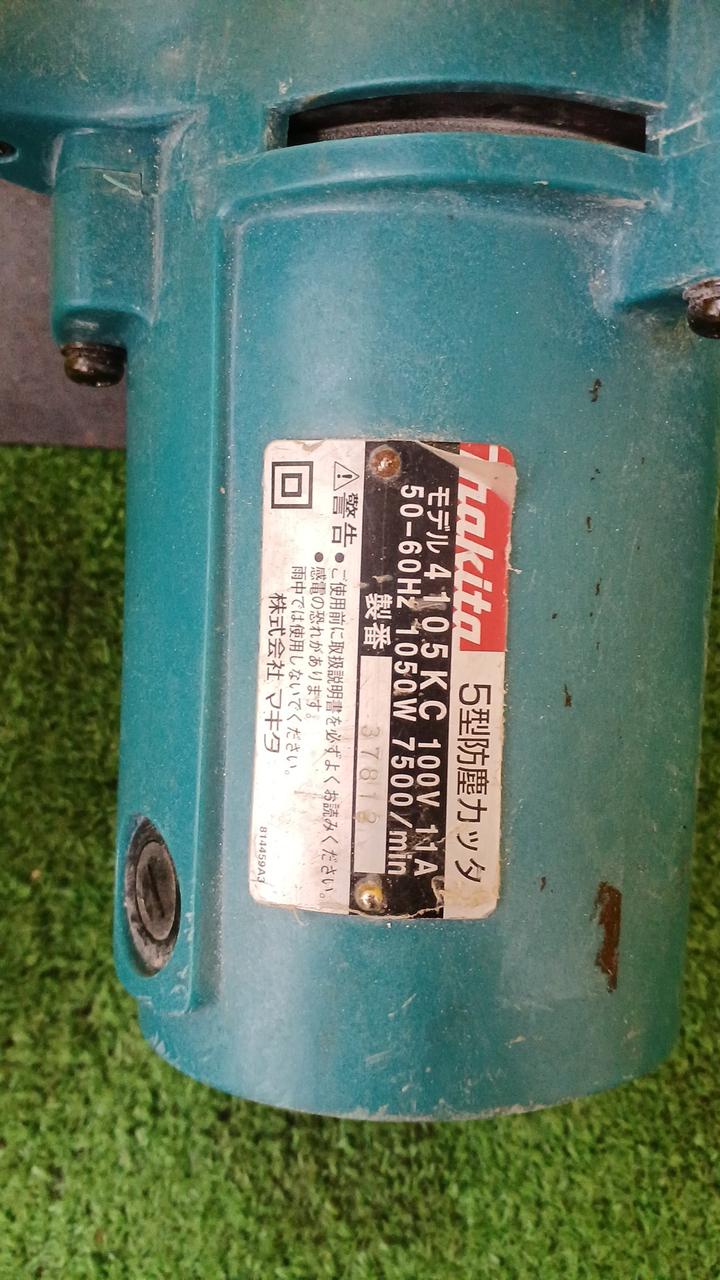 makita 5型防塵カッタ
モデル 4105KC 100V 11A
50-60Hz 1050W 7500/min
製番 37819
⚠警告 ●ご使用前に取扱説明書を必ずよくお読みください。
●感電の恐れがあります。
雨中では使用しないでください。
株式会社 マキタ
814459A3